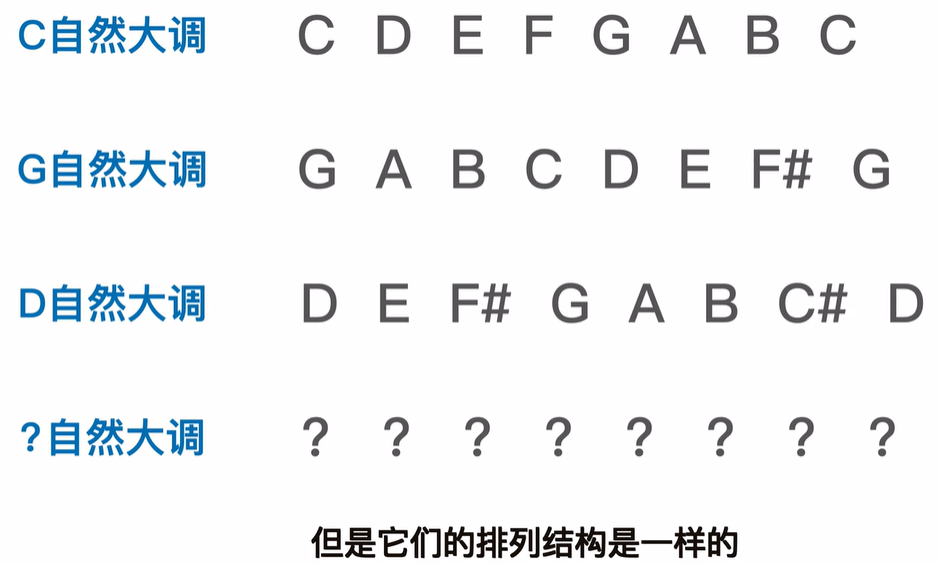 C自然大调 C D E F G A B C
G自然大调 G A B C D E F# G
D自然大调 D E F# G A B C# D
?自然大调 ? ? ? ? ? ? ? ?
但是它们的排列结构是一样的